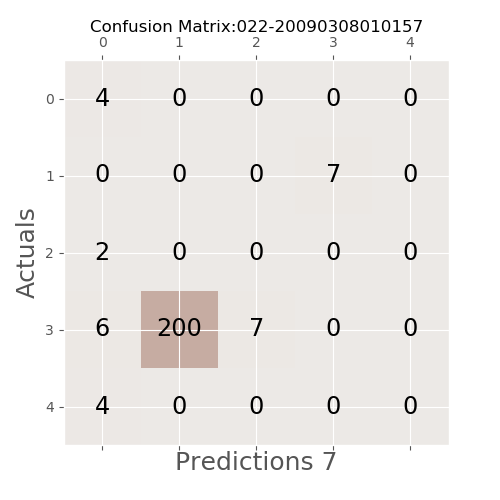 Confusion Matrix:022-20090308010157
0 1 2 3 4
0 4 0 0 0 0
1 0 0 0 7 0
2 2 0 0 0 0
3 6 200 7 0 0
4 4 0 0 0 0
Actuals
Predictions 7